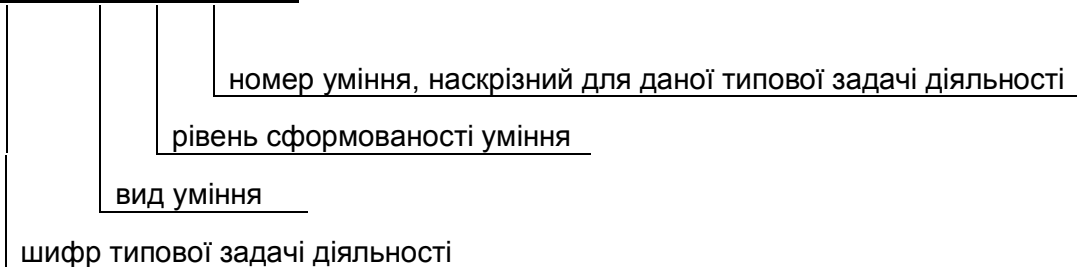 номер уміння, наскрізний для даної типової задачі діяльності
рівень сформованості уміння
вид уміння
шифр типової задачі діяльності